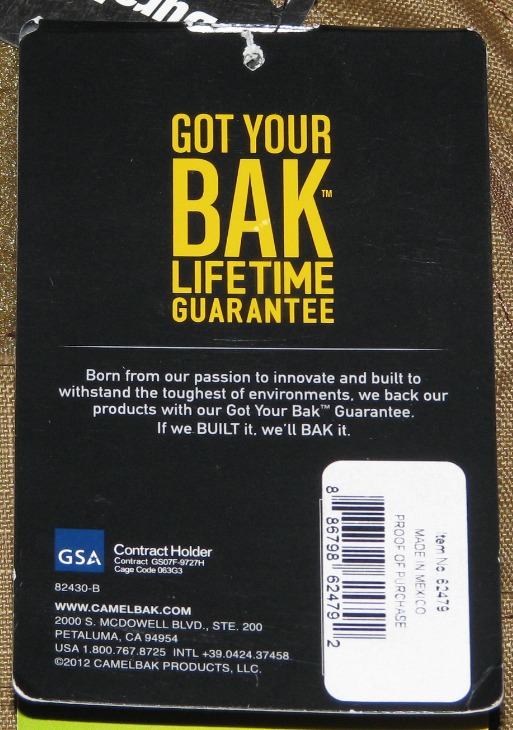 GOT YOUR
BAK™
LIFETIME
GUARANTEE
Born from our passion to innovate and built to
withstand the toughest of environments, we back our
products with our Got Your Bak™ Guarantee.
If we BUILT it, we'll BAK it.
GSA
Contract Holder
Contract GS07F-9727H
Cage Code 063G3
82430-B
WWW.CAMELBAK.COM
2000 S. MCDOWELL BLVD., STE. 200
PETALUMA, CA 94954
USA 1.800.767.8725 INTL +39.0424.37458
©2012 CAMELBAK PRODUCTS, LLC.
Item No. 62479
MADE IN MEXICO
PROOF OF PURCHASE
8 86798 62479 2